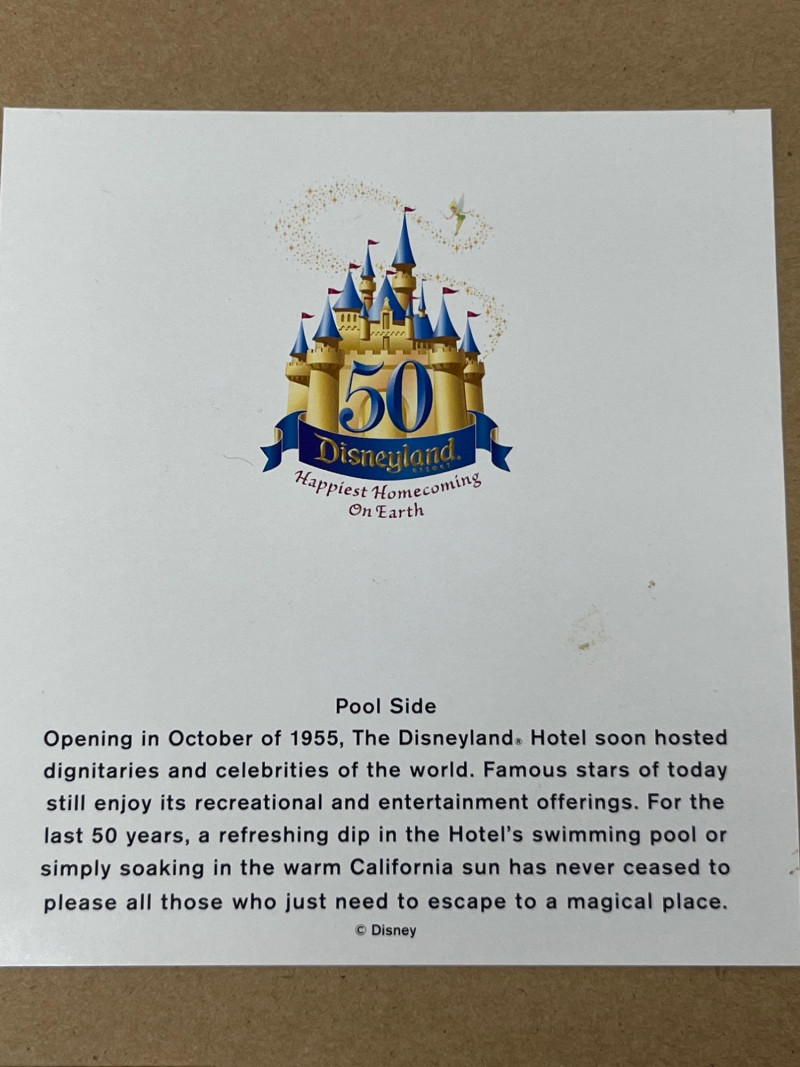 50
Disneyland®
RESORT
Happiest Homecoming
On Earth
Pool Side
Opening in October of 1955, The Disneyland® Hotel soon hosted
dignitaries and celebrities of the world. Famous stars of today
still enjoy its recreational and entertainment offerings. For the
last 50 years, a refreshing dip in the Hotel's swimming pool or
simply soaking in the warm California sun has never ceased to
please all those who just need to escape to a magical place.
© Disney